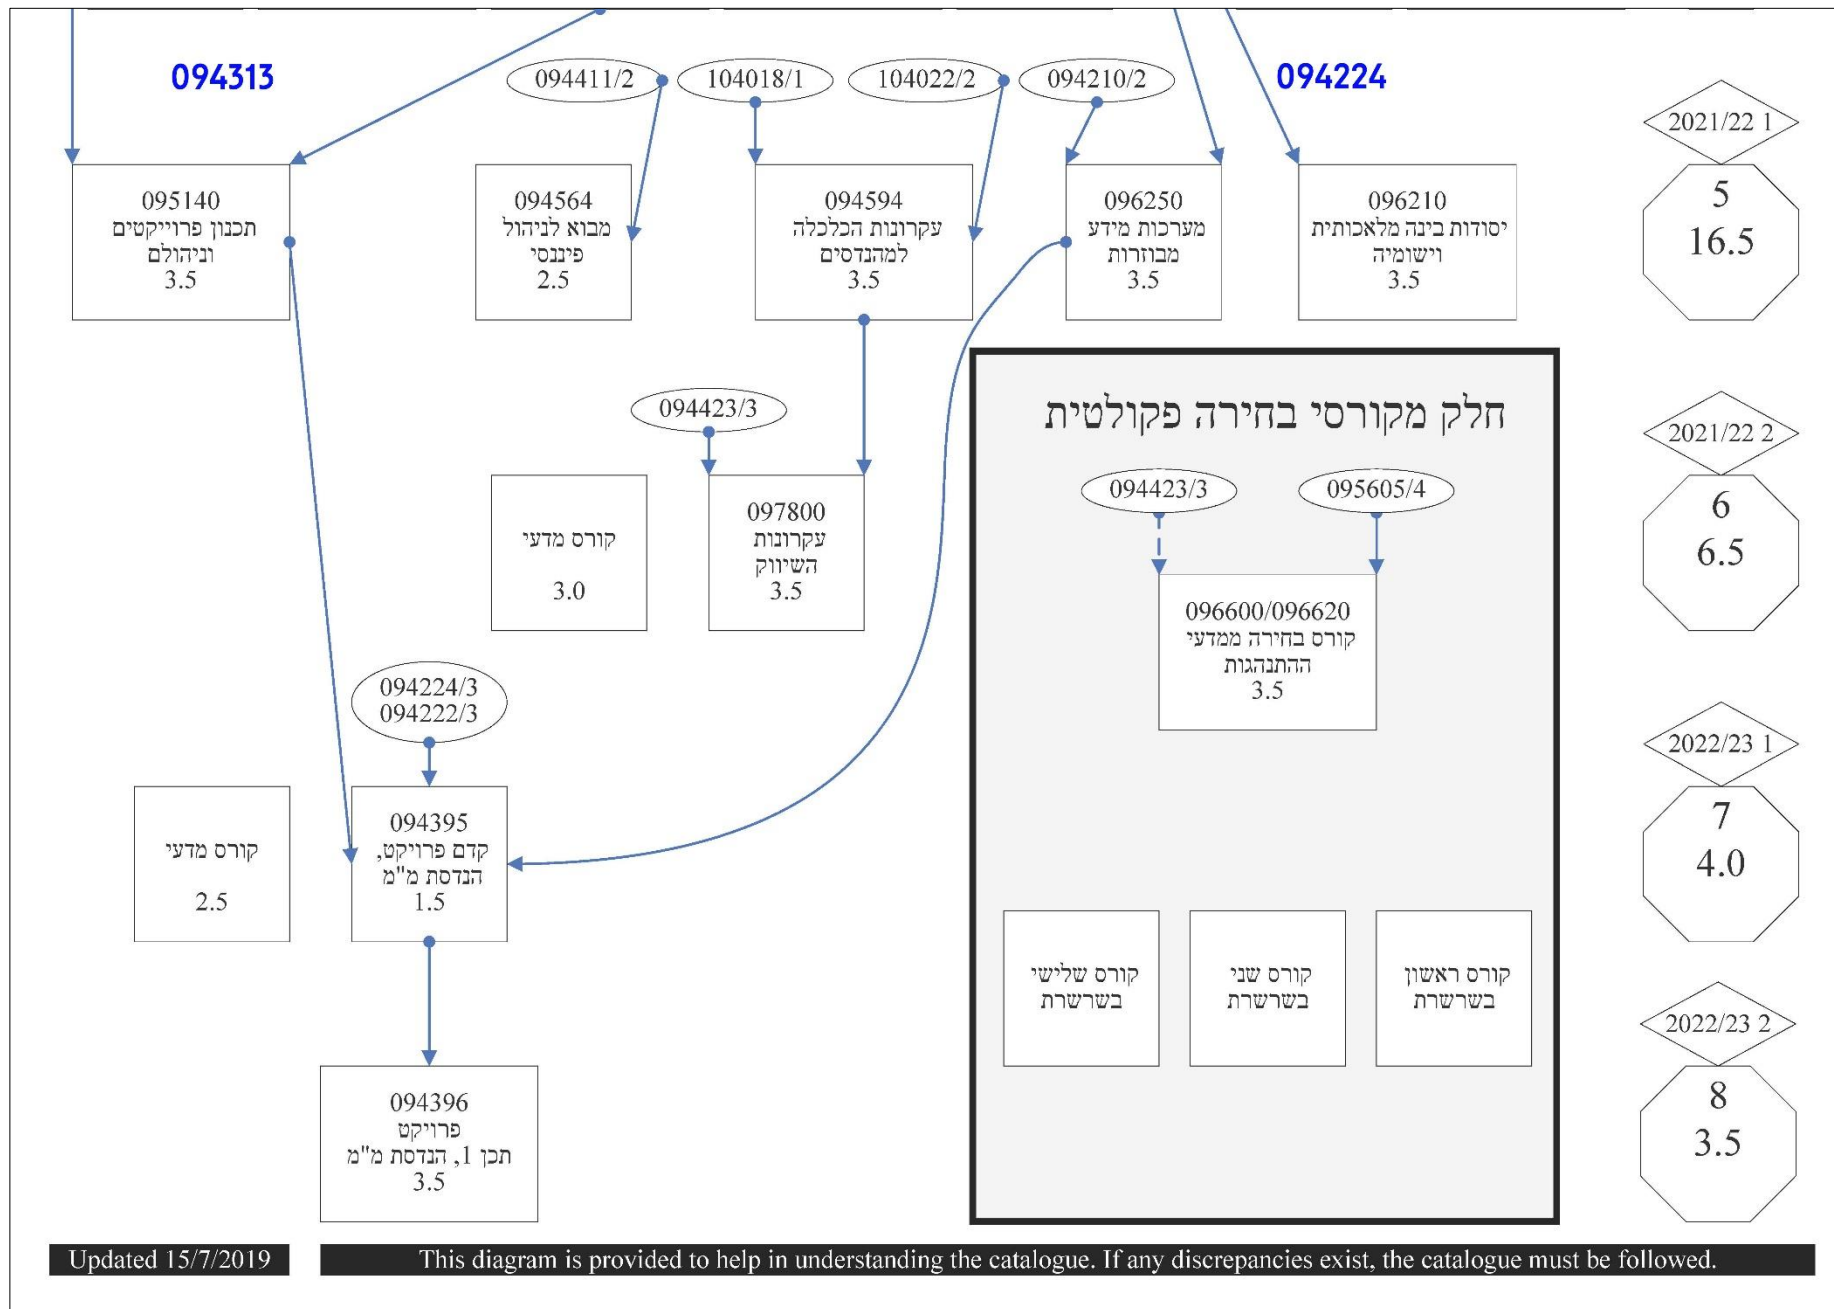 094313
094411/2
104018/1
104022/2
094210/2
094224
2021/22 1
095140
תכנון פרוייקטים
וניהולם
3.5
094564
מבוא לניהול
פיננסי
2.5
094594
עקרונות הכלכלה
למהנדסים
3.5
096250
מערכות מידע
מבוזרות
3.5
096210
יסודות בינה מלאכותית
וישומיה
3.5
5
16.5
חלק מקורסי בחירה פקולטית
094423/3
2021/22 2
קורס מדעי
3.0
097800
עקרונות
השיווק
3.5
094423/3
095605/4
096600/096620
קורס בחירה ממדעי
ההתנהגות
3.5
6
6.5
094224/3
094222/3
2022/23 1
קורס מדעי
2.5
094395
קדם פרויקט,
הנדסת מ"מ
1.5
7
4.0
קורס ראשון
בשרשרת
קורס שני
בשרשרת
קורס שלישי
בשרשרת
2022/23 2
094396
פרויקט
תכן 1, הנדסת מ"מ
3.5
8
3.5
Updated 15/7/2019
This diagram is provided to help in understanding the catalogue. If any discrepancies exist, the catalogue must be followed.